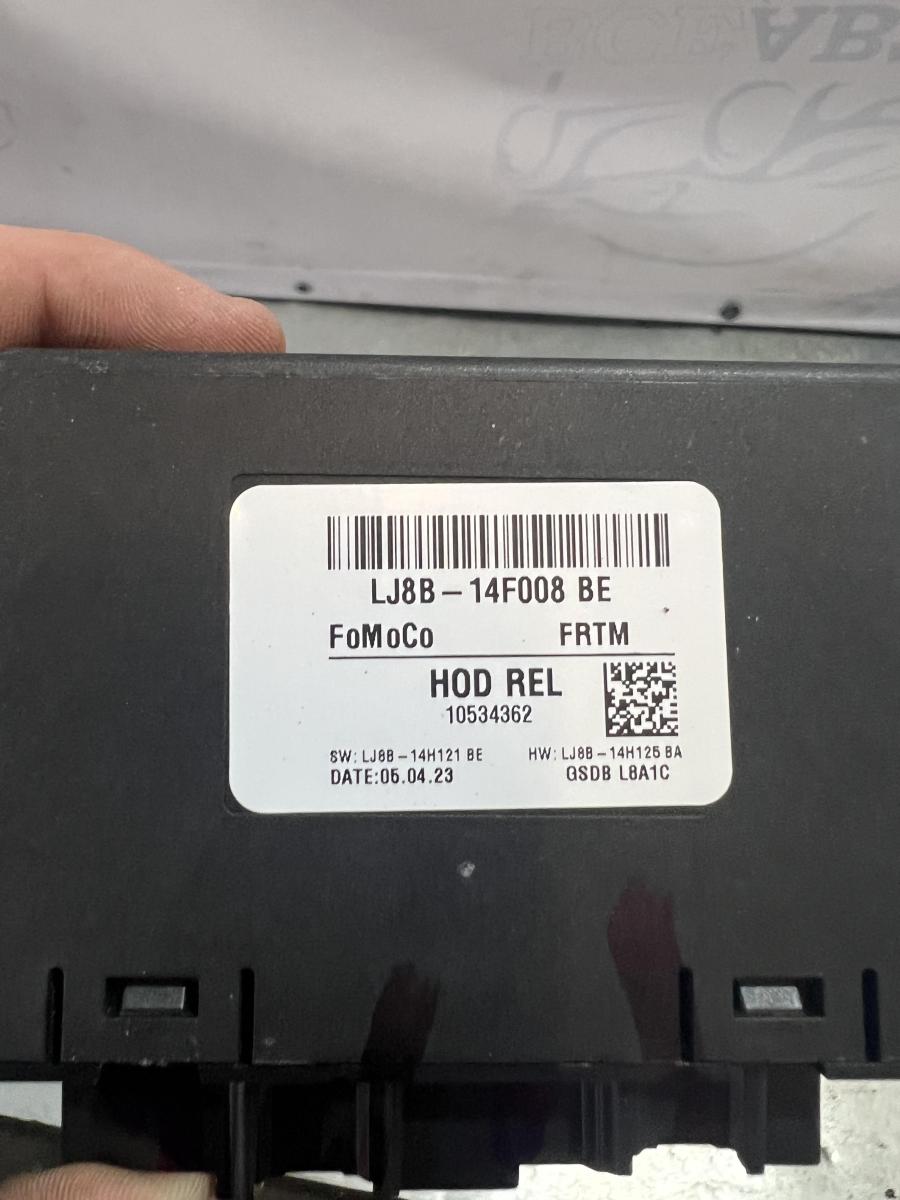 LJ8B-14F008 BE
FoMoCo FRTM
HOD REL
10534362
SW: LJ8B-14H121 BE HW: LJ8B-14H125 BA
DATE:05.04.23 GSDB L8A1C